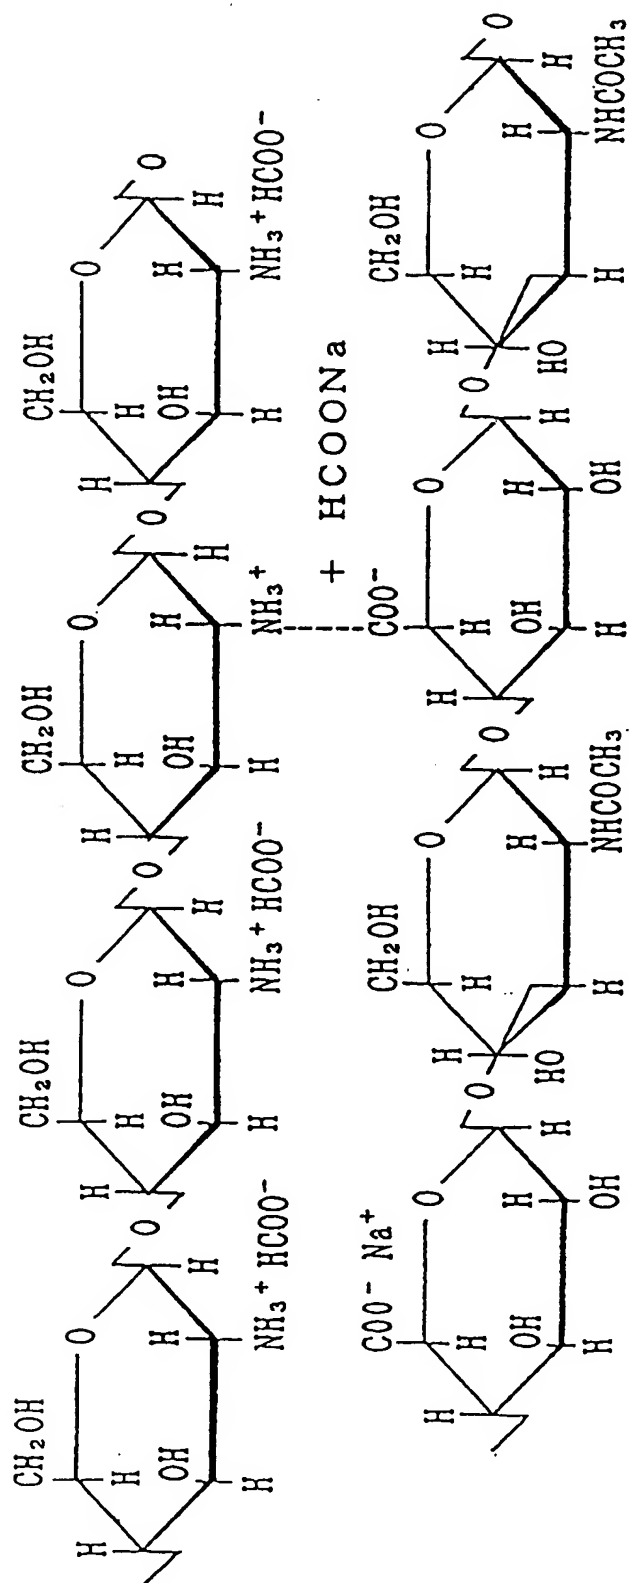 CH₂OH CH₂OH CH₂OH CH₂OH
H O H O H O H O
H H H H
O O O O
OH H OH H OH H OH H
H H H H
H NH₃⁺HCOO⁻ H NH₃⁺HCOO⁻ H NH₃⁺ H NH₃⁺HCOO⁻
+ HCOONa
COO⁻ Na⁺ CH₂OH COO⁻ CH₂OH
H O H O H O H O
H O H O H O H O
OH H H OH H H
H HO H H HO H
H OH H NHCOCH₃ H OH H NHCOCH₃